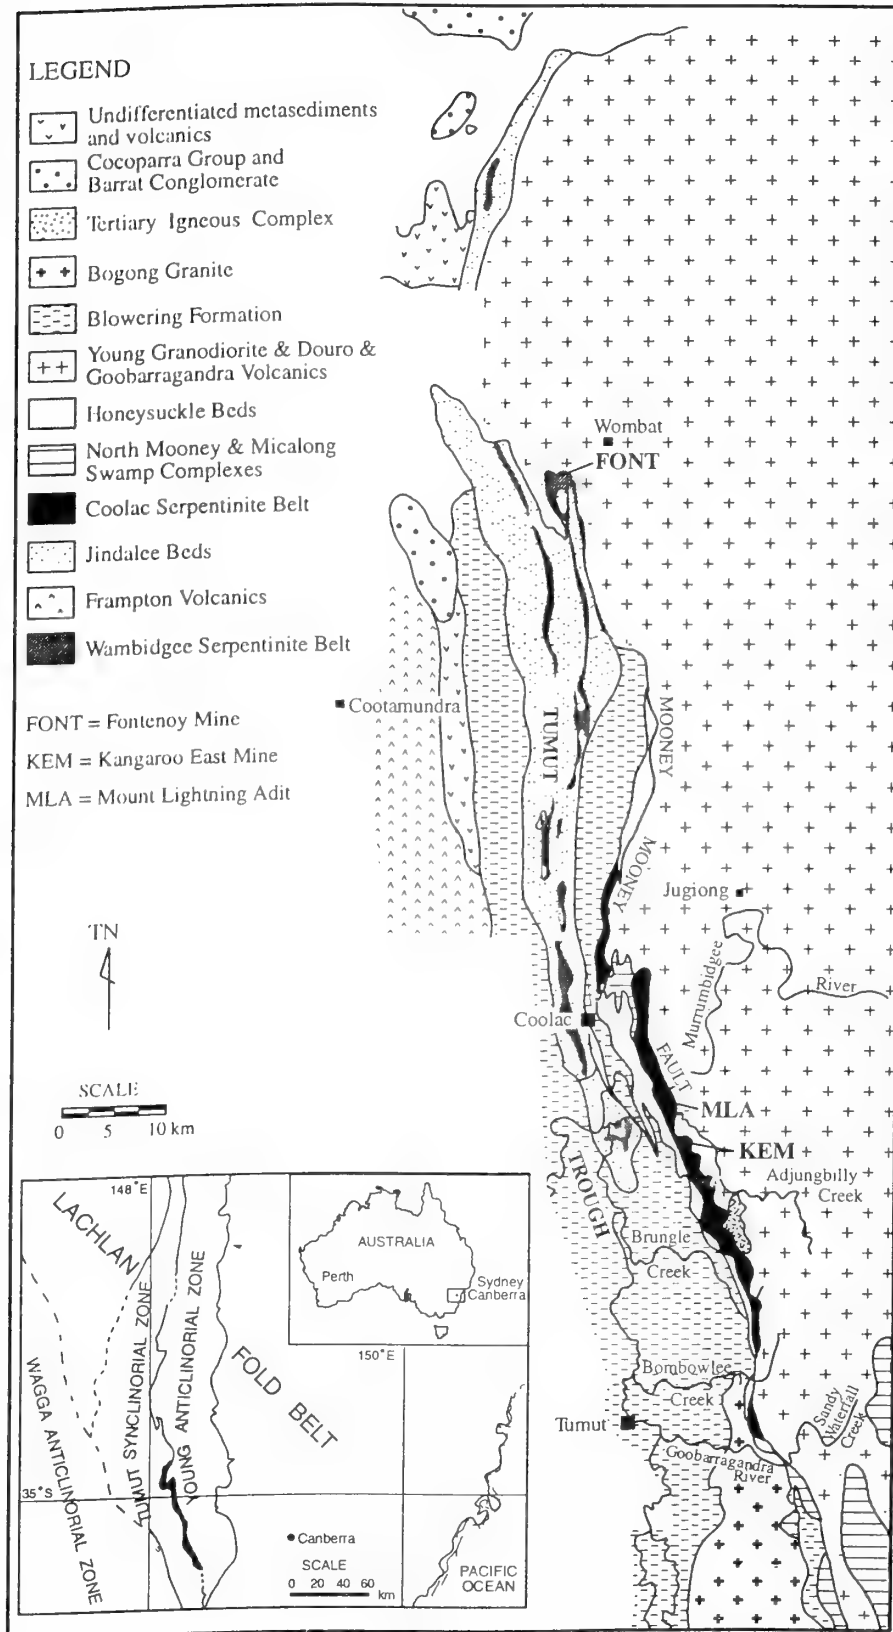 LEGEND
Undifferentiated metasediments
and volcanics
Cocoparra Group and
Barrat Conglomerate
Tertiary Igneous Complex
Bogong Granite
Blowering Formation
Young Granodiorite & Douro &
Goobarragandra Volcanics
Honeysuckle Beds
North Mooney & Micalong
Swamp Complexes
Coolac Serpentinite Belt
Jindalee Beds
Frampton Volcanics
Wambidgee Serpentinite Belt
FONT = Fontenoy Mine
KEM = Kangaroo East Mine
MLA = Mount Lightning Adit
TN
SCALE
0 5 10 km
Wombat
FONT
Cootamundra
TUMUT
MOONEY
MOONEY
Jugiong
Murrumbidgee
River
Coolac
FAULT
MLA
KEM
Adjungbilly
Creek
TROUGH
Brungle
Creek
Bombowlee
Creek
Tumut
Goobarragandra
River
Sandy
Waterfall
Creek
148°E
LACHLAN
FOLD BELT
WAGGA ANTICLINORIAL ZONE
TUMUT SYNCLINORIAL ZONE
YOUNG ANTICLINORIAL ZONE
35°S
Canberra
SCALE
0 20 40 60
km
AUSTRALIA
Perth
Sydney
Canberra
150°E
PACIFIC
OCEAN